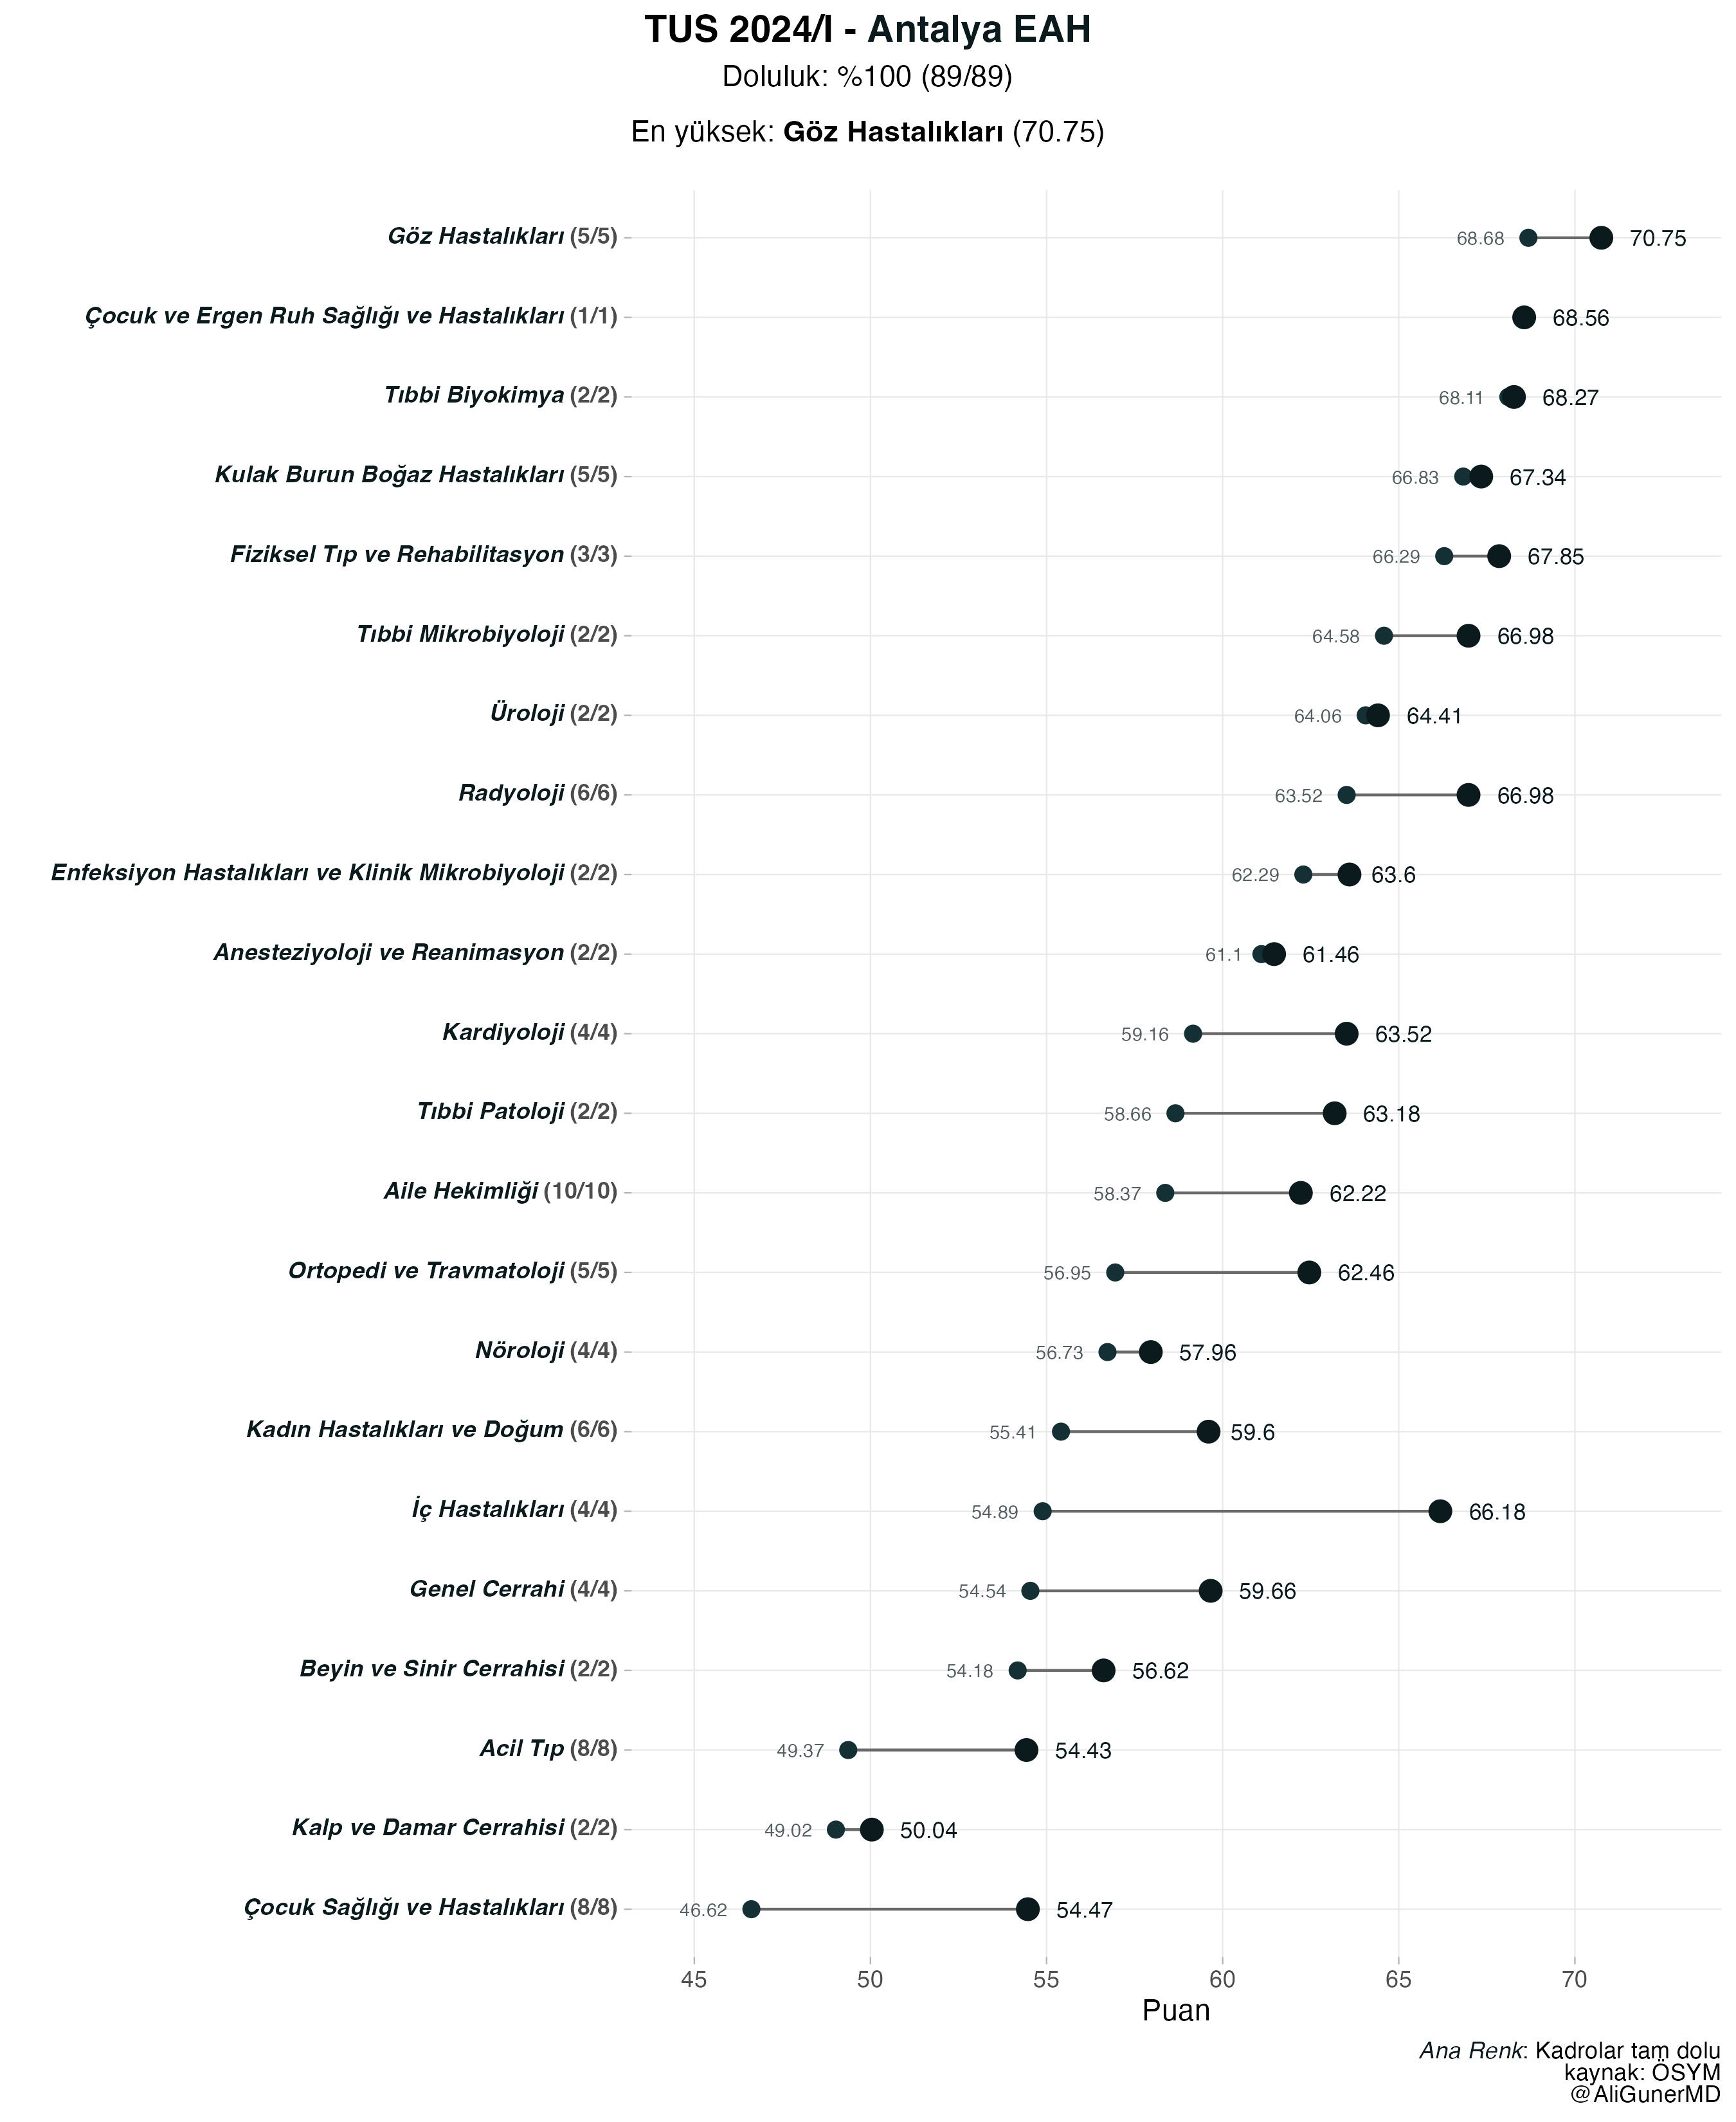 TUS 2024/I - Antalya EAH
Doluluk: %100 (89/89)
En yüksek: Göz Hastalıkları (70.75)
Göz Hastalıkları (5/5) 68.68 70.75
Çocuk ve Ergen Ruh Sağlığı ve Hastalıkları (1/1) 68.56
Tıbbi Biyokimya (2/2) 68.11 68.27
Kulak Burun Boğaz Hastalıkları (5/5) 66.83 67.34
Fiziksel Tıp ve Rehabilitasyon (3/3) 66.29 67.85
Tıbbi Mikrobiyoloji (2/2) 64.58 66.98
Üroloji (2/2) 64.06 64.41
Radyoloji (6/6) 63.52 66.98
Enfeksiyon Hastalıkları ve Klinik Mikrobiyoloji (2/2) 62.29 63.6
Anesteziyoloji ve Reanimasyon (2/2) 61.1 61.46
Kardiyoloji (4/4) 59.16 63.52
Tıbbi Patoloji (2/2) 58.66 63.18
Aile Hekimliği (10/10) 58.37 62.22
Ortopedi ve Travmatoloji (5/5) 56.95 62.46
Nöroloji (4/4) 56.73 57.96
Kadın Hastalıkları ve Doğum (6/6) 55.41 59.6
İç Hastalıkları (4/4) 54.89 66.18
Genel Cerrahi (4/4) 54.54 59.66
Beyin ve Sinir Cerrahisi (2/2) 54.18 56.62
Acil Tıp (8/8) 49.37 54.43
Kalp ve Damar Cerrahisi (2/2) 49.02 50.04
Çocuk Sağlığı ve Hastalıkları (8/8) 46.62 54.47
45 50 55 60 65 70
Puan
Ana Renk: Kadrolar tam dolu
kaynak: ÖSYM
@AliGunerMD